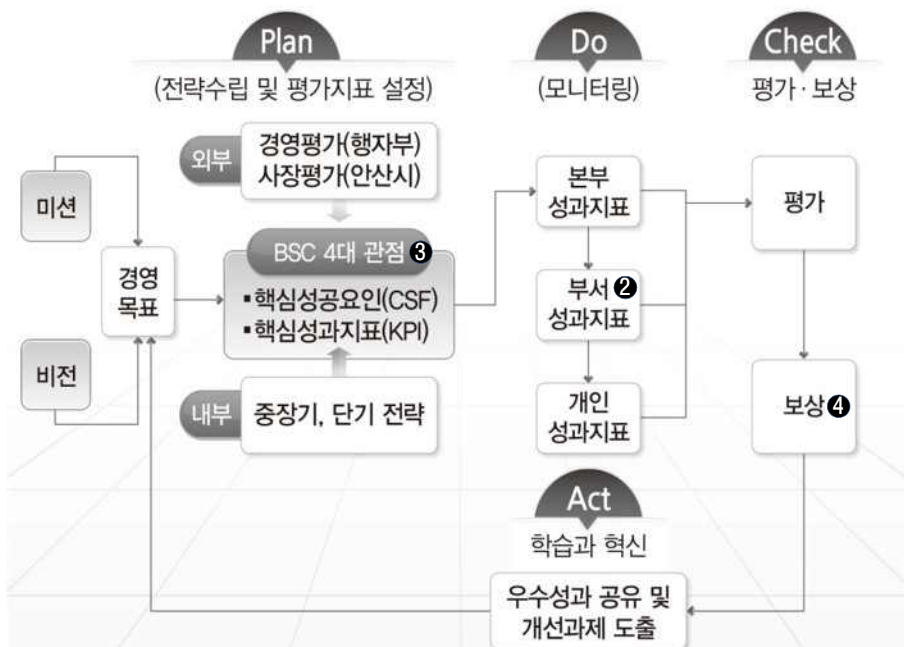 Plan
(전략수립 및 평가지표 설정)
Do
(모니터링)
Check
평가·보상
외부
경영평가(행자부)
사장평가(안산시)
미션
비전
경영
목표
BSC 4대 관점 ❸
▪핵심성공요인(CSF)
▪핵심성과지표(KPI)
내부
중장기, 단기 전략
본부
성과지표
부서 ❷
성과지표
개인
성과지표
평가
보상 ❹
Act
학습과 혁신
우수성과 공유 및
개선과제 도출